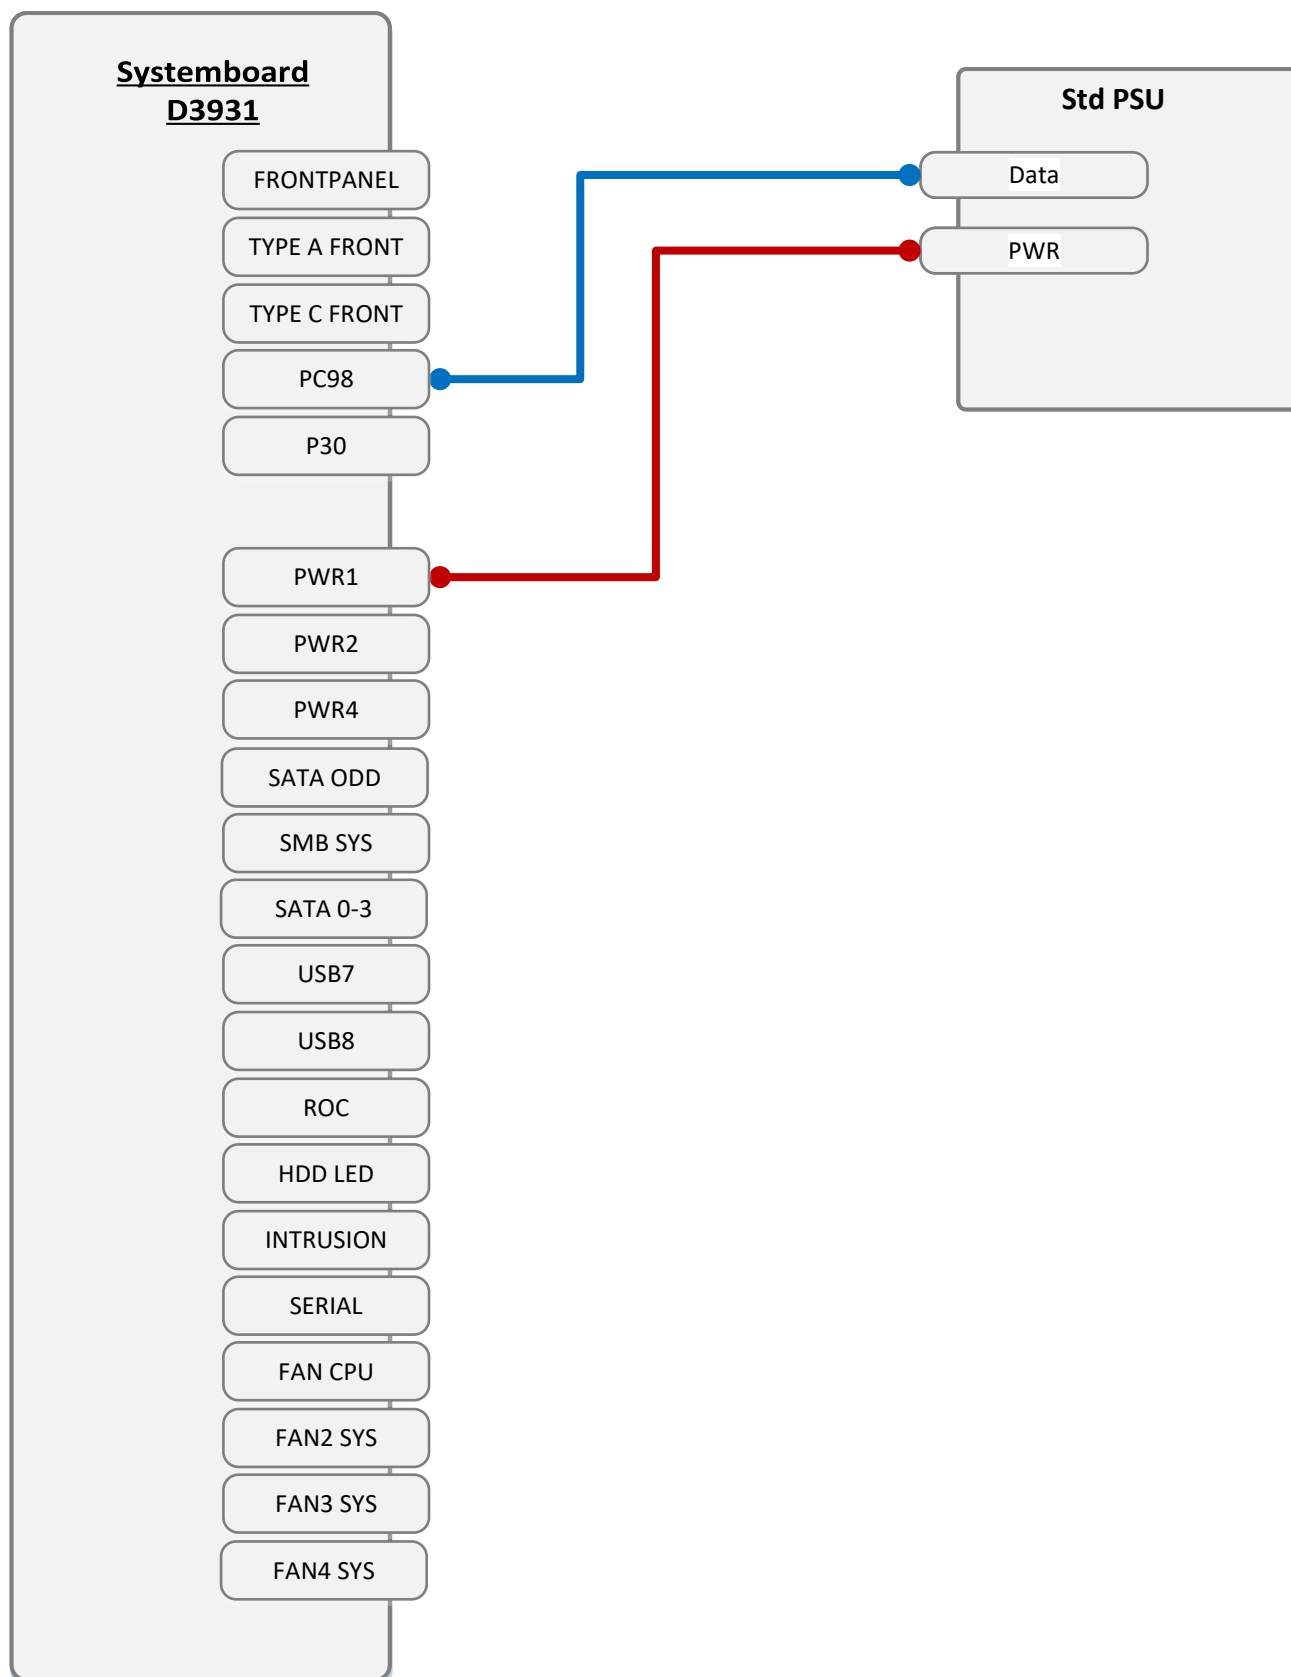 Systemboard
D3931
FRONTPANEL
TYPE A FRONT
TYPE C FRONT
PC98
P30
PWR1
PWR2
PWR4
SATA ODD
SMB SYS
SATA 0-3
USB7
USB8
ROC
HDD LED
INTRUSION
SERIAL
FAN CPU
FAN2 SYS
FAN3 SYS
FAN4 SYS
Std PSU
Data
PWR